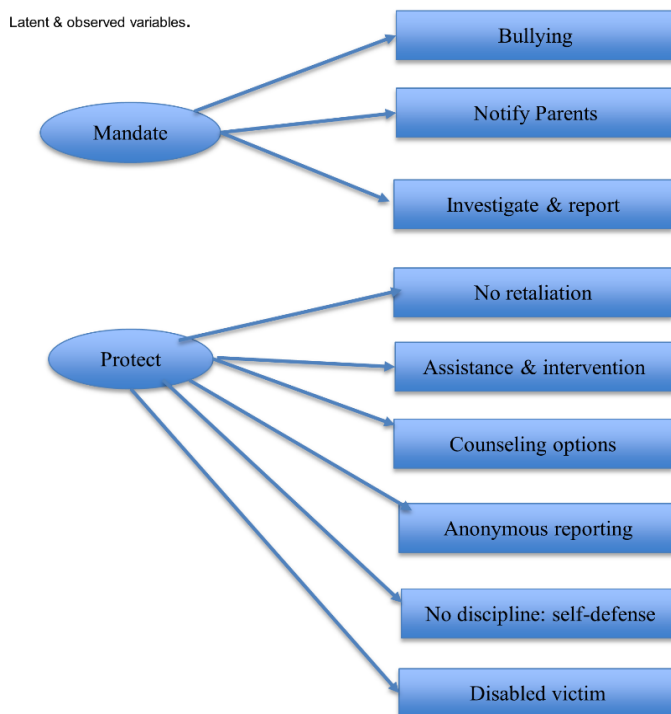 Latent & observed variables.
Bullying
Mandate
Notify Parents
Investigate & report
No retaliation
Protect
Assistance & intervention
Counseling options
Anonymous reporting
No discipline: self-defense
Disabled victim